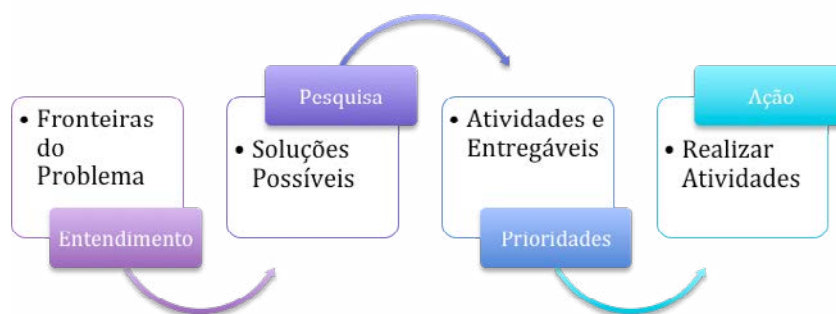 • Fronteiras
do
Problema
Entendimento
Pesquisa
• Soluções
Possíveis
• Atividades e
Entregáveis
Prioridades
Ação
• Realizar
Atividades